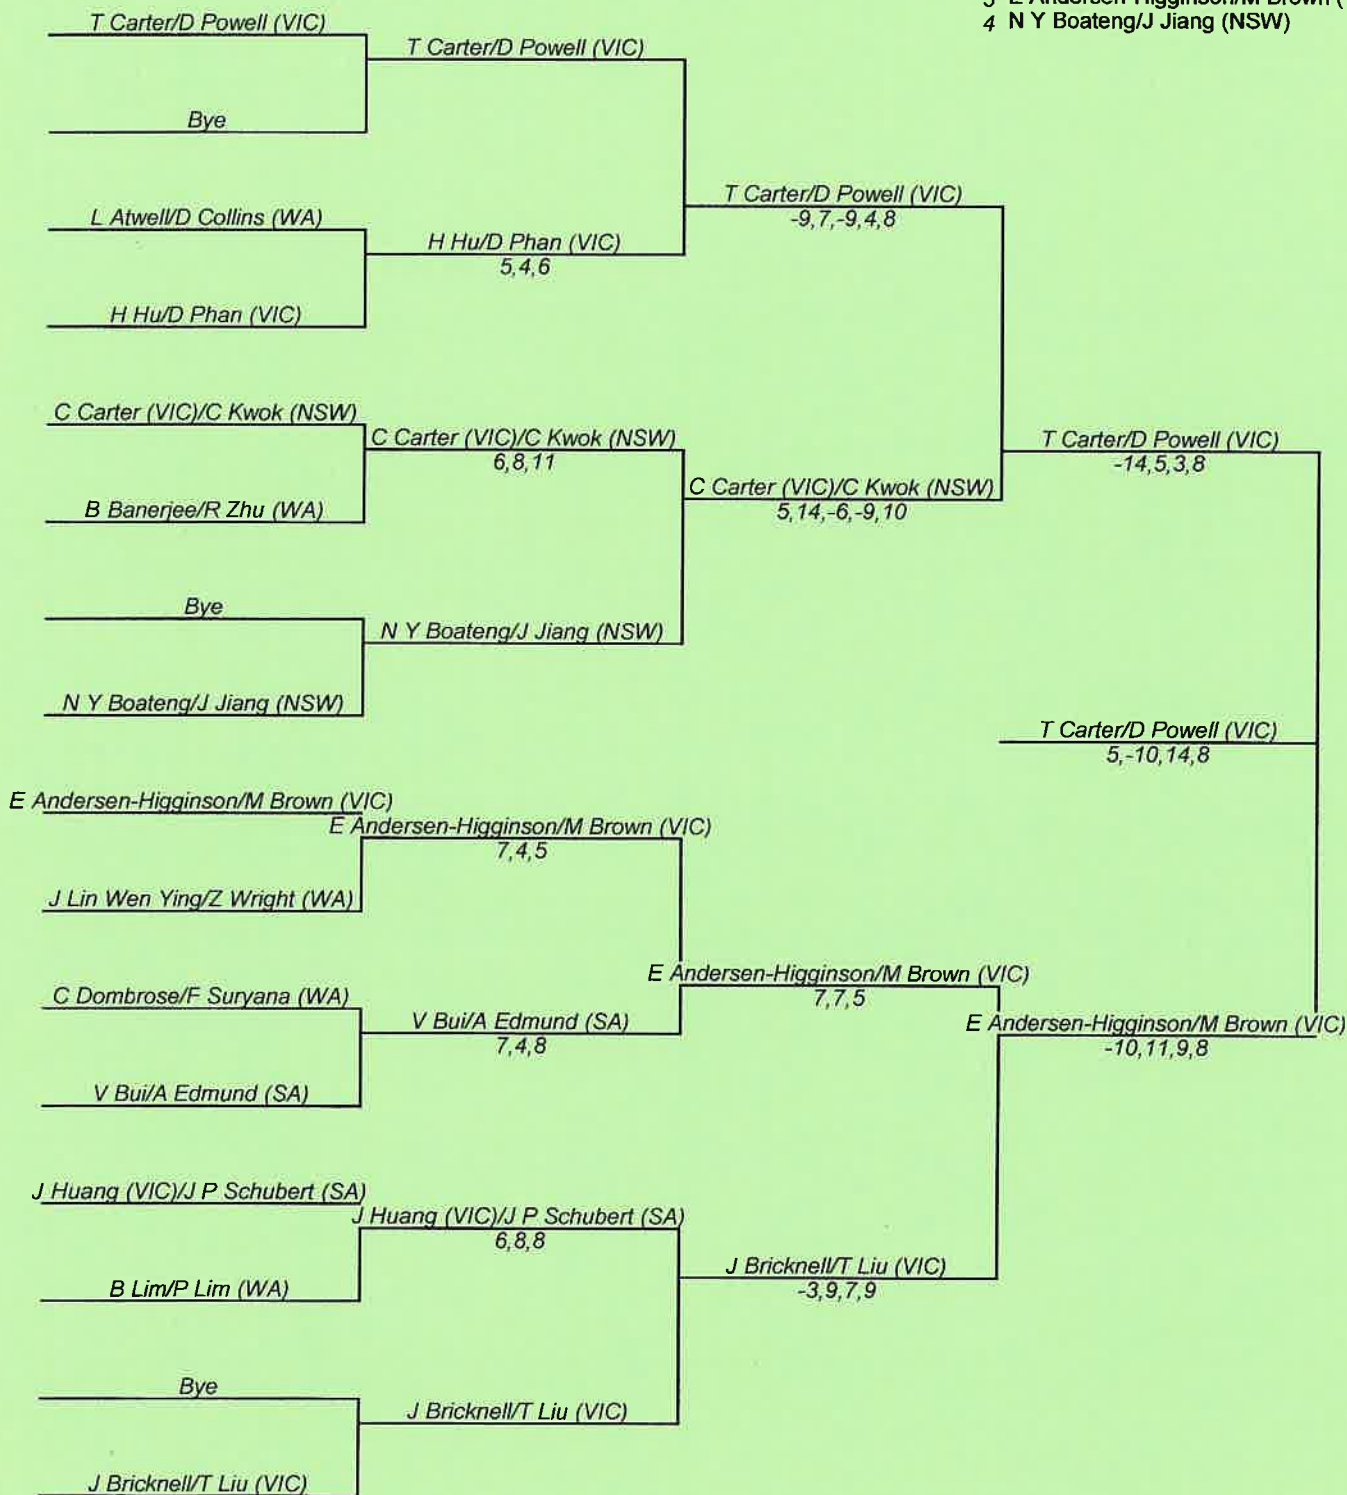 3 E Andersen-Higginson/M Brown (
4 N Y Boateng/J Jiang (NSW)
T Carter/D Powell (VIC)
T Carter/D Powell (VIC)
Bye
T Carter/D Powell (VIC)
-9,7,-9,4,8
L Atwell/D Collins (WA)
H Hu/D Phan (VIC)
5,4,6
H Hu/D Phan (VIC)
C Carter (VIC)/C Kwok (NSW)
C Carter (VIC)/C Kwok (NSW)
6,8,11
T Carter/D Powell (VIC)
-14,5,3,8
C Carter (VIC)/C Kwok (NSW)
5,14,-6,-9,10
B Banerjee/R Zhu (WA)
Bye
N Y Boateng/J Jiang (NSW)
N Y Boateng/J Jiang (NSW)
T Carter/D Powell (VIC)
5,-10,14,8
E Andersen-Higginson/M Brown (VIC)
E Andersen-Higginson/M Brown (VIC)
7,4,5
J Lin Wen Ying/Z Wright (WA)
E Andersen-Higginson/M Brown (VIC)
7,7,5
C Dombrose/F Suryana (WA)
V Bui/A Edmund (SA)
7,4,8
E Andersen-Higginson/M Brown (VIC)
-10,11,9,8
V Bui/A Edmund (SA)
J Huang (VIC)/J P Schubert (SA)
J Huang (VIC)/J P Schubert (SA)
6,8,8
J Bricknell/T Liu (VIC)
-3,9,7,9
B Lim/P Lim (WA)
Bye
J Bricknell/T Liu (VIC)
J Bricknell/T Liu (VIC)